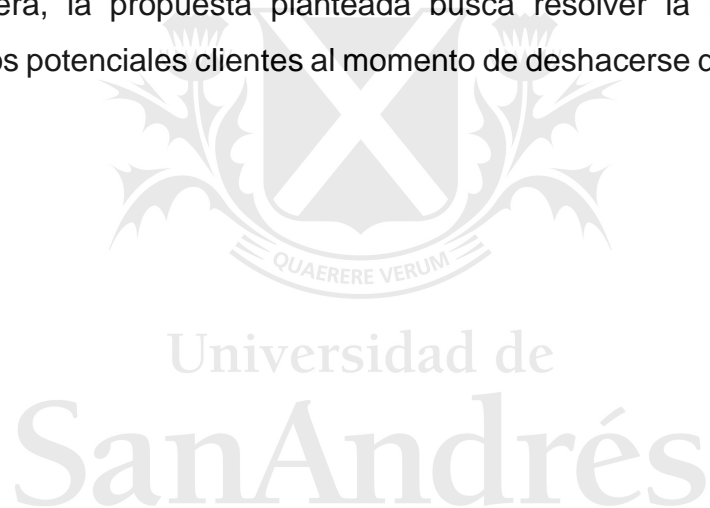 era, la propuesta planteada busca resolver la
os potenciales clientes al momento de deshacerse
QUAERERE VERUM
Universidad de
SanAndrés